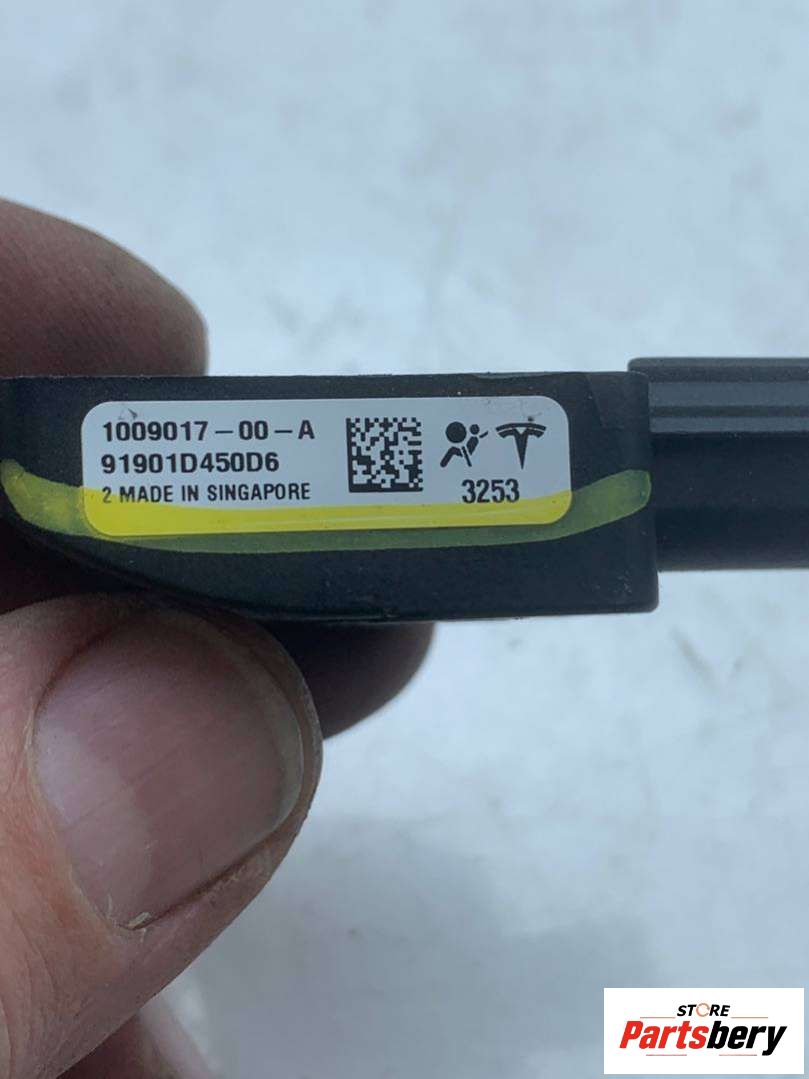 1009017-00-A
91901D450D6
2 MADE IN SINGAPORE
3253
STORE
Partsbery